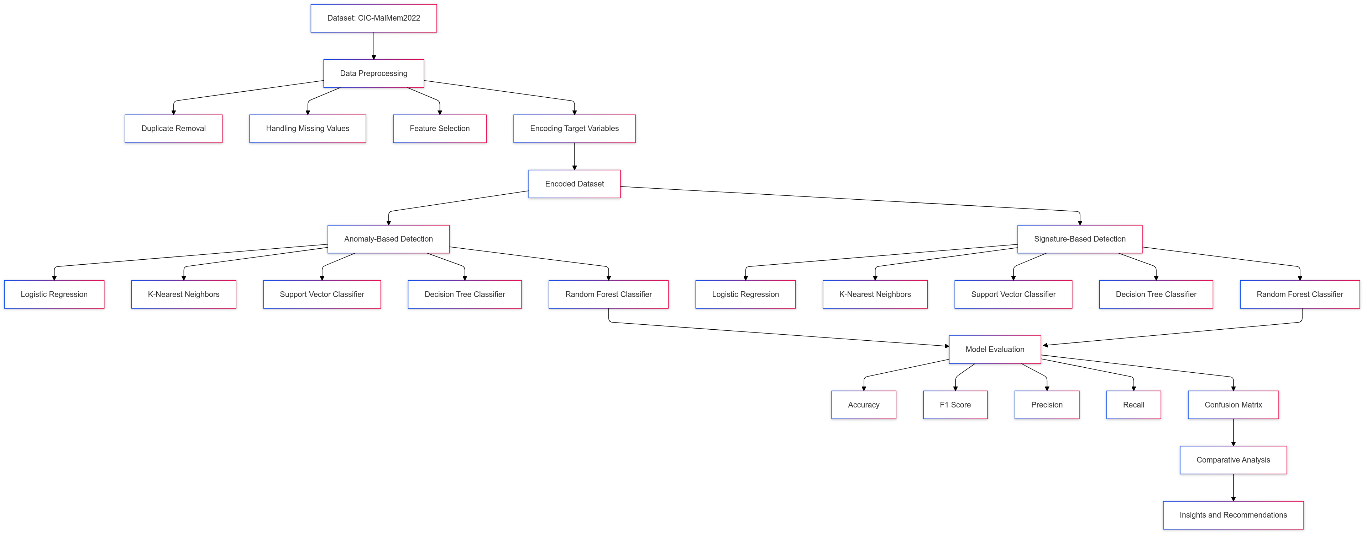 Dataset: CIC-MalMem2022
Data Preprocessing
Duplicate Removal
Handling Missing Values
Feature Selection
Encoding Target Variables
Encoded Dataset
Anomaly-Based Detection
Signature-Based Detection
Logistic Regression
K-Nearest Neighbors
Support Vector Classifier
Decision Tree Classifier
Random Forest Classifier
Logistic Regression
K-Nearest Neighbors
Support Vector Classifier
Decision Tree Classifier
Random Forest Classifier
Model Evaluation
Accuracy
F1 Score
Precision
Recall
Confusion Matrix
Comparative Analysis
Insights and Recommendations